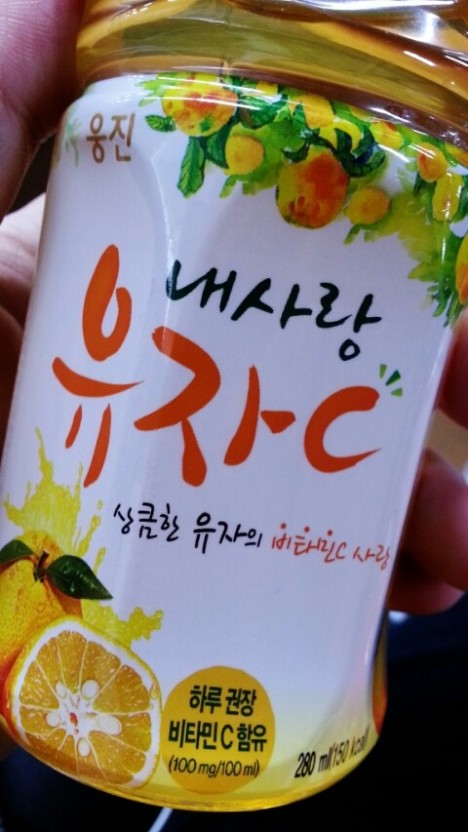 웅진
내사랑
유자C
상큼한 유자의 비타민C 사랑
하루 권장
비타민 C 함유
(100 mg/100 ml)
280 ml(150 kcal)